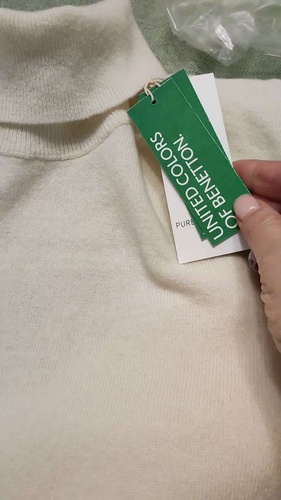 UNITED COLORS
OF BENETTON.
PURE